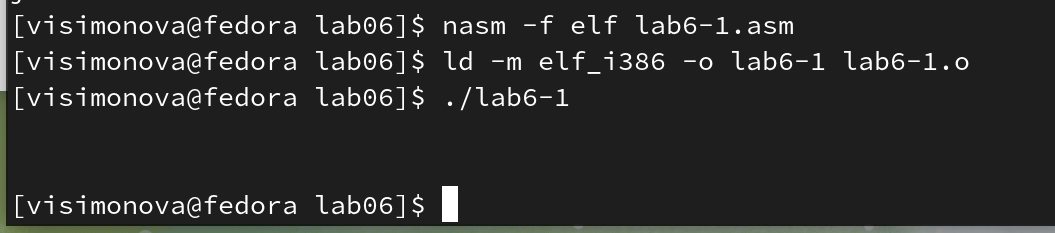 [visimonova@fedora lab06]$ nasm -f elf lab6-1.asm
[visimonova@fedora lab06]$ ld -m elf_i386 -o lab6-1 lab6-1.o
[visimonova@fedora lab06]$ ./lab6-1
[visimonova@fedora lab06]$